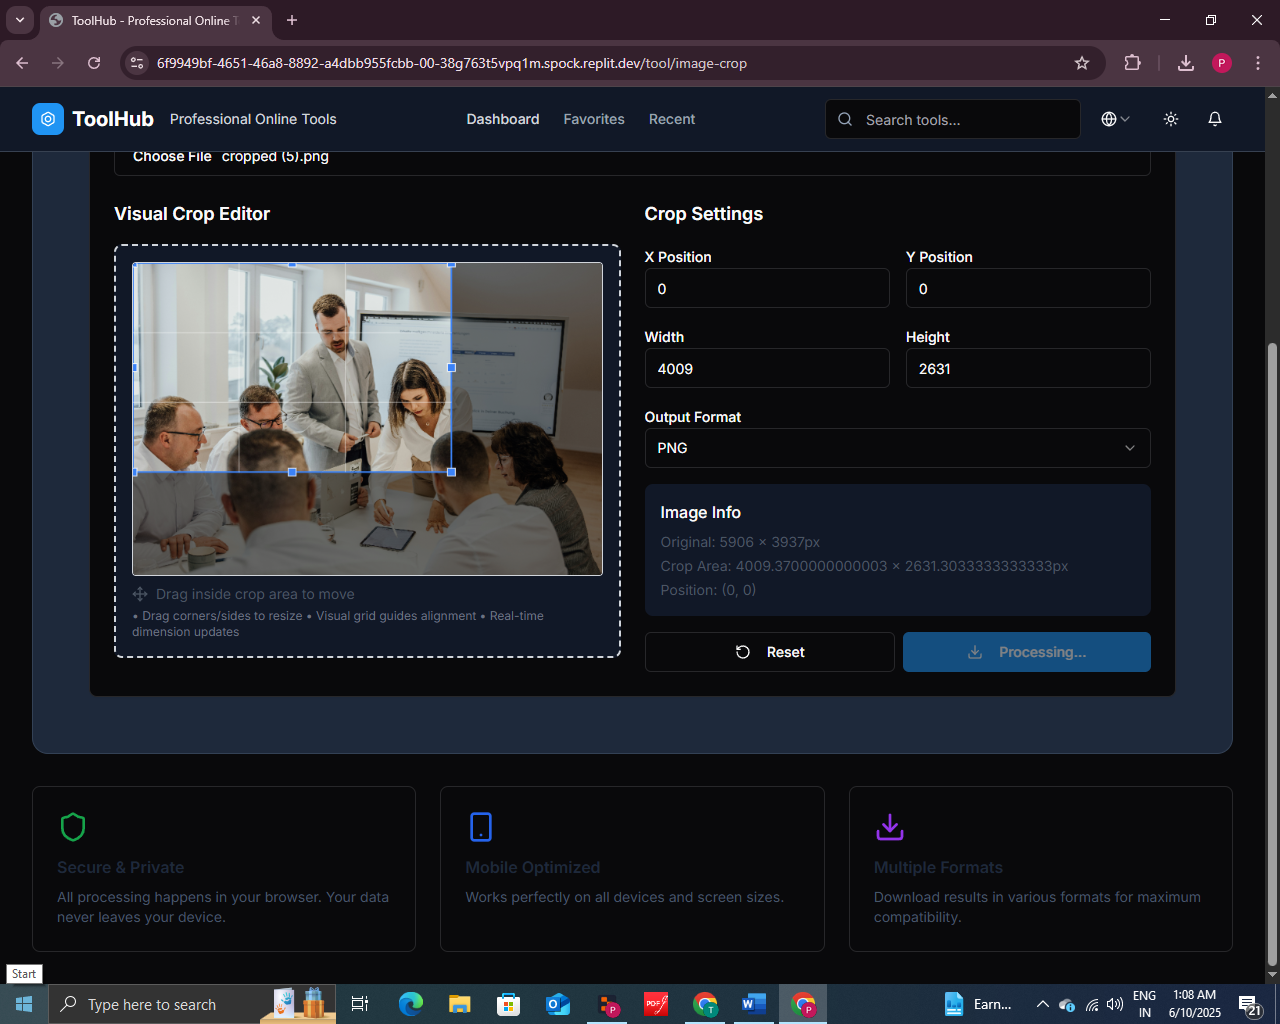 ToolHub - Professional Online T
6f9949bf-4651-46a8-8892-a4dbb955fcbb-00-38g763t5vpq1m.spock.replit.dev/tool/image-crop
P
ToolHub
Professional Online Tools
Dashboard
Favorites
Recent
Search tools...
Choose File cropped (5).png
Visual Crop Editor
Drag inside crop area to move
• Drag corners/sides to resize • Visual grid guides alignment • Real-time
dimension updates
Crop Settings
X Position
Y Position
0
0
Width
Height
4009
2631
Output Format
PNG
Image Info
Original: 5906 × 3937px
Crop Area: 4009.3700000000003 × 2631.3033333333333px
Position: (0, 0)
Reset
Processing...
Secure & Private
All processing happens in your browser. Your data
never leaves your device.
Mobile Optimized
Works perfectly on all devices and screen sizes.
Multiple Formats
Download results in various formats for maximum
compatibility.
Start
Type here to search
P
PDF
T
W
P
Earn...
ENG
IN
1:08 AM
6/10/2025
21